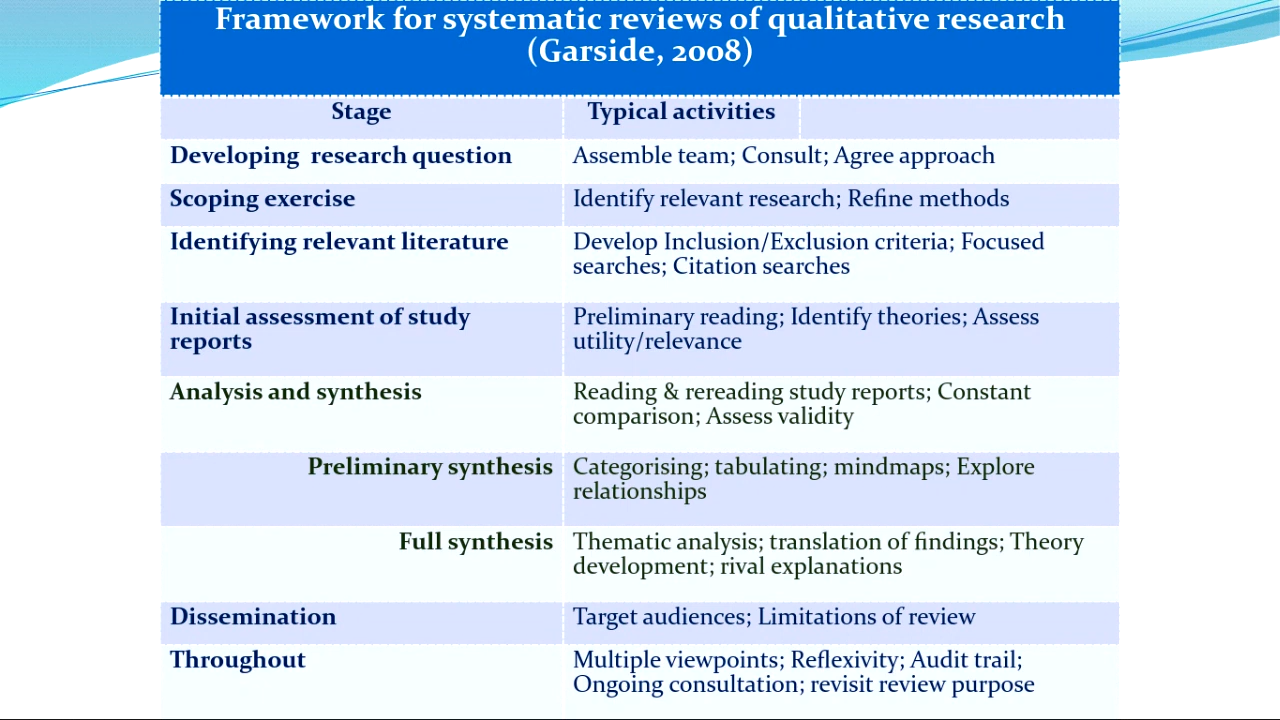 Framework for systematic reviews of qualitative research
(Garside, 2008)
Stage
Typical activities
Developing  research question
Assemble team; Consult; Agree approach
Scoping exercise
Identify relevant research; Refine methods
Identifying relevant literature
Develop Inclusion/Exclusion criteria; Focused
searches; Citation searches
Initial assessment of study
reports
Preliminary reading; Identify theories; Assess
utility/relevance
Analysis and synthesis
Reading & rereading study reports; Constant
comparison; Assess validity
Preliminary synthesis
Categorising; tabulating; mindmaps; Explore
relationships
Full synthesis
Thematic analysis; translation of findings; Theory
development; rival explanations
Dissemination
Target audiences; Limitations of review
Throughout
Multiple viewpoints; Reflexivity; Audit trail;
Ongoing consultation; revisit review purpose